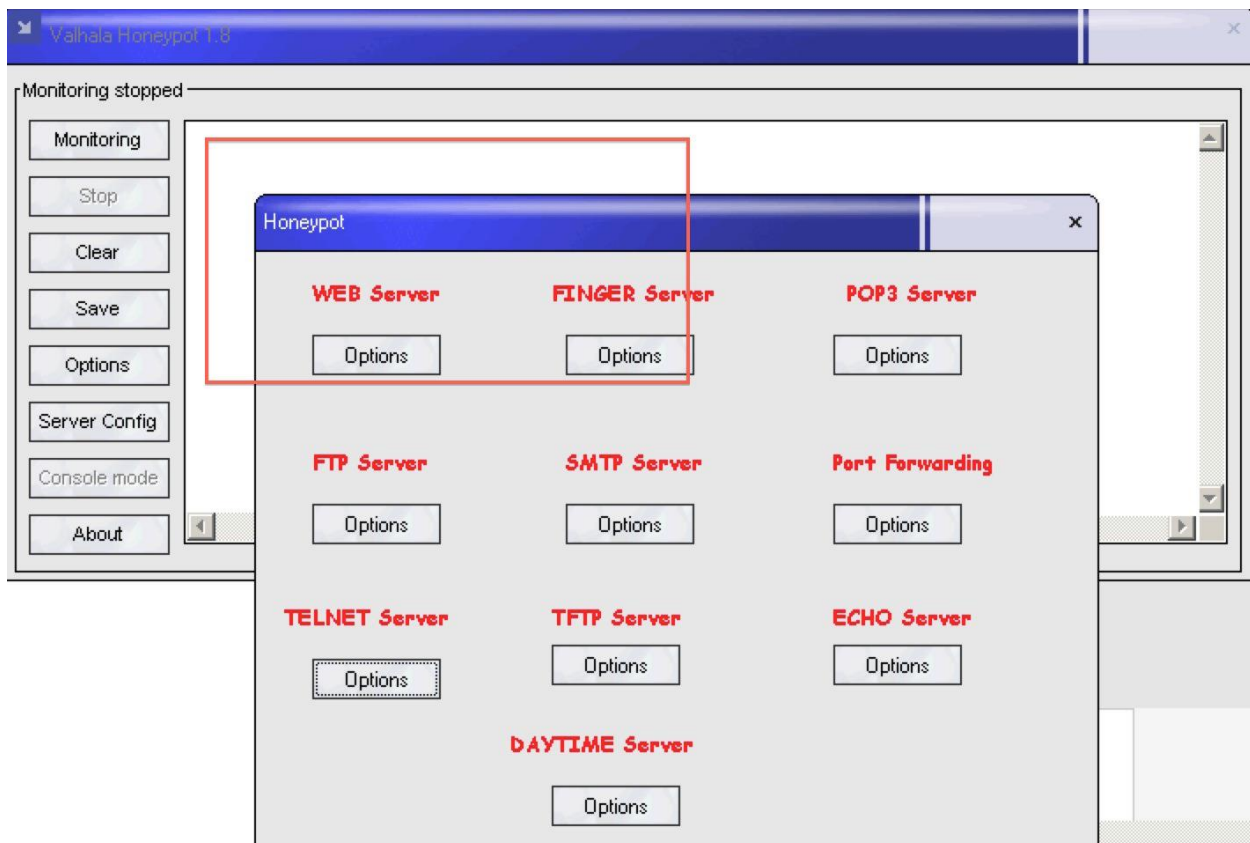 Valhala Honeypot 1.8
Monitoring stopped
Monitoring
Stop
Clear
Save
Options
Server Config
Console mode
About
Honeypot
WEB Server
FINGER Server
POP3 Server
Options
Options
Options
FTP Server
SMTP Server
Port Forwarding
Options
Options
Options
TELNET Server
TFTP Server
ECHO Server
Options
Options
Options
DAYTIME Server
Options